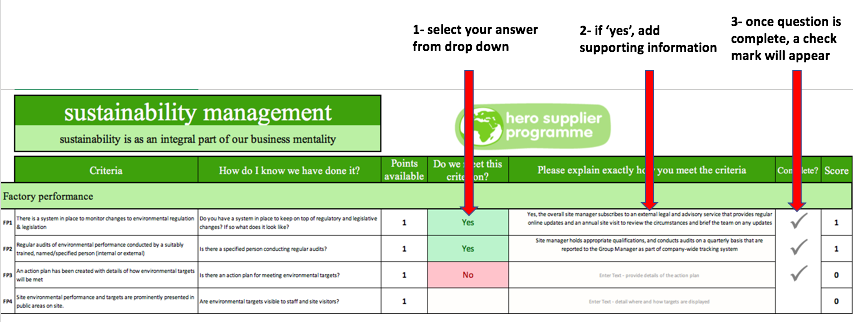 1- select your answer
from drop down
2- if ‘yes’, add
supporting information
3- once question is
complete, a check
mark will appear
sustainability management
sustainability is as an integral part of our business mentality
hero supplier
programme
Criteria
How do I know we have done it?
Points
available
Do we meet this
criterion?
Please explain exactly how you meet the criteria
Complete?
Score
Factory performance
FP1
There is a system in place to monitor changes to environmental regulation
& legislation
Do you have a system in place to keep on top of regulatory and legislative
changes? If so what does it look like?
1
Yes
Yes, the overall site manager subscribes to an external legal and advisory service that provides regular
online updates and an annual site visit to review the circumstances and brief the team on any updates
1
FP2
Regular audits of environmental performance conducted by a suitably
trained, named/specified person (internal or external)
Is there a specified person conducting regular audits?
1
Yes
Site manager holds appropriate qualifications, and conducts audits on a quarterly basis that are
reported to the Group Manager as part of company-wide tracking system
1
FP3
An action plan has been created with details of how environmental targets
will be met
Is there an action plan for meeting environmental targets?
1
No
Enter Text - provide details of the action plan
0
FP4
Site environmental performance and targets are prominently presented in
public areas on site.
Are environmental targets visible to staff and site visitors?
1
Enter Text - detail where and how targets are displayed
0